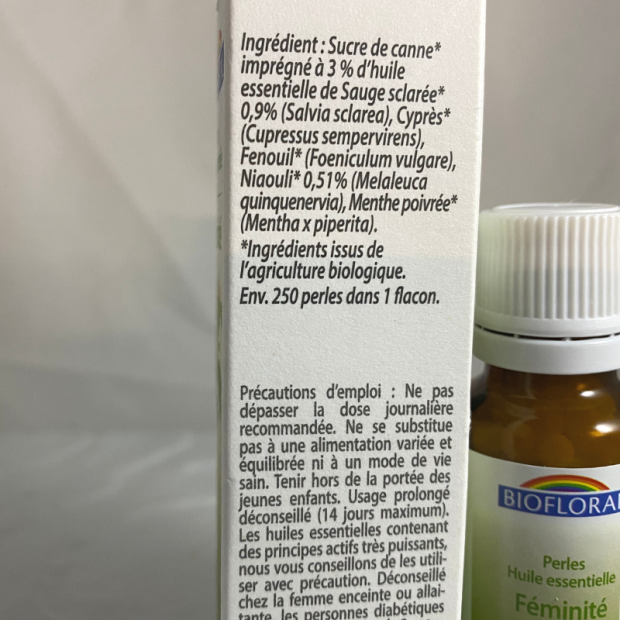 Ingrédient : Sucre de canne*
imprégné à 3 % d'huile
essentielle de Sauge sclarée*
0,9% (Salvia sclarea), Cyprès*
(Cupressus sempervirens),
Fenouil* (Foeniculum vulgare),
Niaouli* 0,51% (Melaleuca
quinquenervia), Menthe poivrée*
(Mentha x piperita).
*Ingrédients issus de
l'agriculture biologique.
Env. 250 perles dans 1 flacon.
Précautions d'emploi : Ne pas
dépasser la dose journalière
recommandée. Ne se substitue
pas à une alimentation variée et
équilibrée ni à un mode de vie
sain. Tenir hors de la portée des
jeunes enfants. Usage prolongé
déconseillé (14 jours maximum).
Les huiles essentielles contenant
des principes actifs très puissants,
nous vous conseillons de les utili-
ser avec précaution. Déconseillé
chez la femme enceinte ou allai-
tante, les personnes diabétiques
BIOFLORAL
Perles
Huile essentielle
Féminité